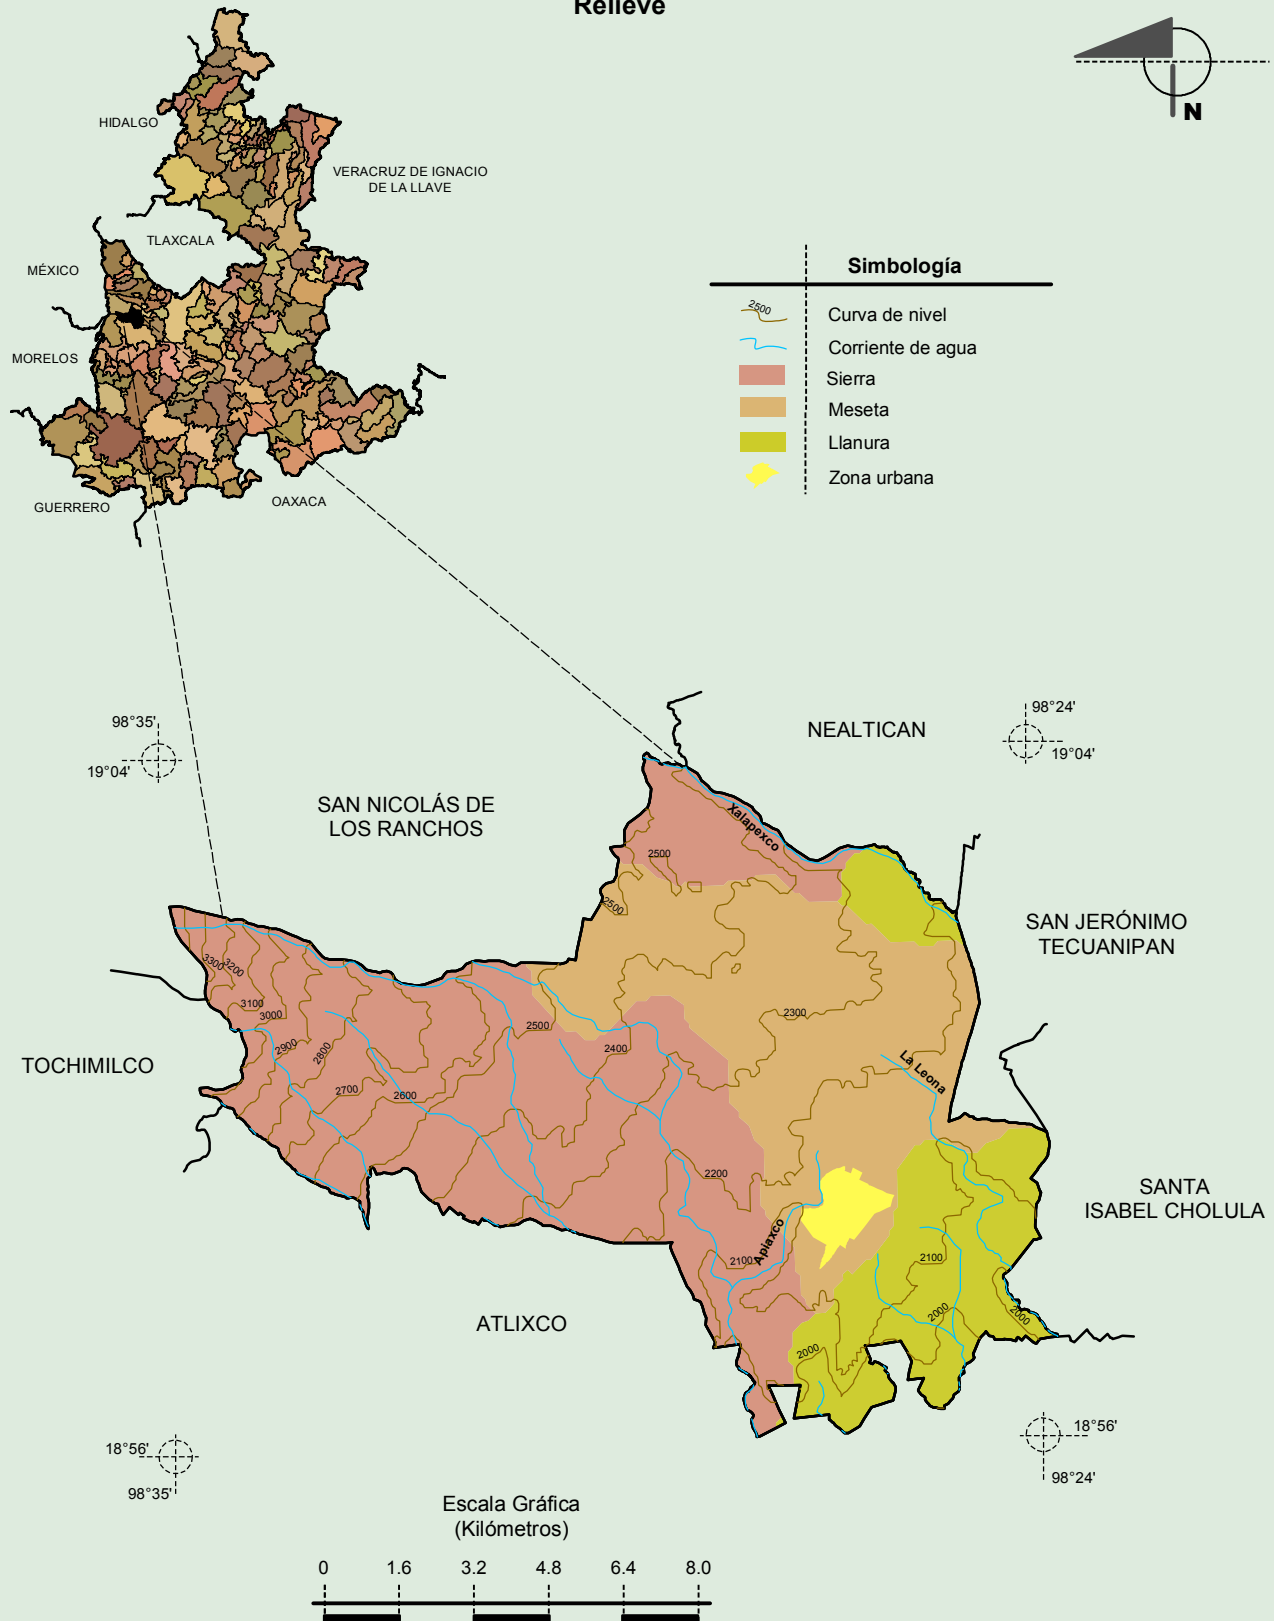 Relieve
N
HIDALGO
VERACRUZ DE IGNACIO
DE LA LLAVE
TLAXCALA
MÉXICO
MORELOS
GUERRERO
OAXACA
Simbología
2500
Curva de nivel
Corriente de agua
Sierra
Meseta
Llanura
Zona urbana
98°35'
19°04'
98°24'
19°04'
NEALTICAN
SAN NICOLÁS DE
LOS RANCHOS
Xalapexco
2500
2500
SAN JERÓNIMO
TECUANIPAN
3300
3200
3100
3000
2900
2800
2700
2600
2500
2400
2300
La Leona
TOCHIMILCO
2200
SANTA
ISABEL CHOLULA
Apiaxco
2100
2100
2000
2000
2000
ATLIXCO
18°56'
98°35'
18°56'
98°24'
Escala Gráfica
(Kilómetros)
0 1.6 3.2 4.8 6.4 8.0